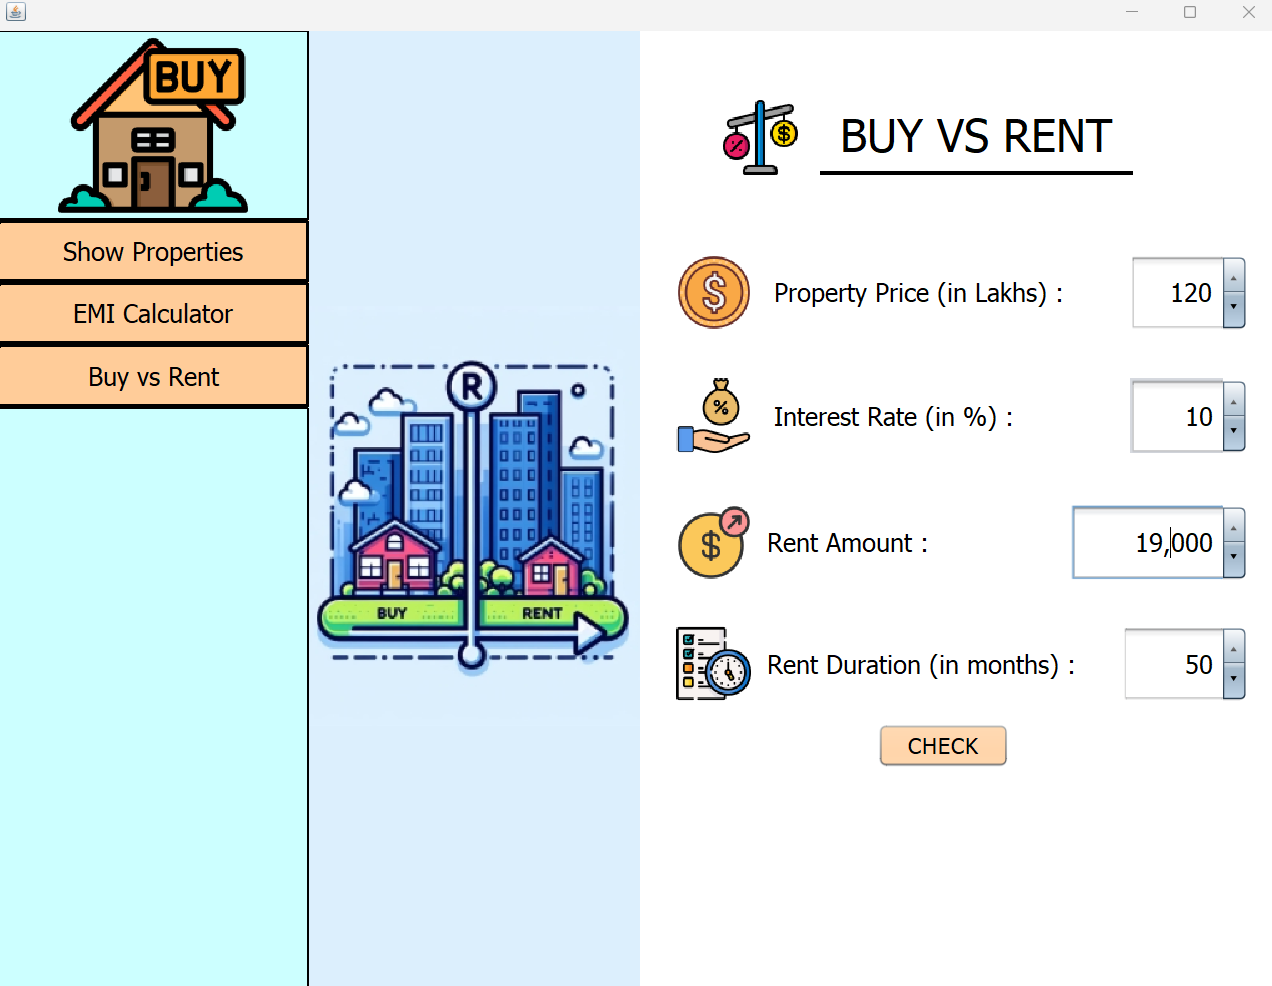 BUY
Show Properties
EMI Calculator
Buy vs Rent
R
BUY RENT
BUY VS RENT
Property Price (in Lakhs) : 120
Interest Rate (in %) : 10
Rent Amount : 19,000
Rent Duration (in months) : 50
CHECK